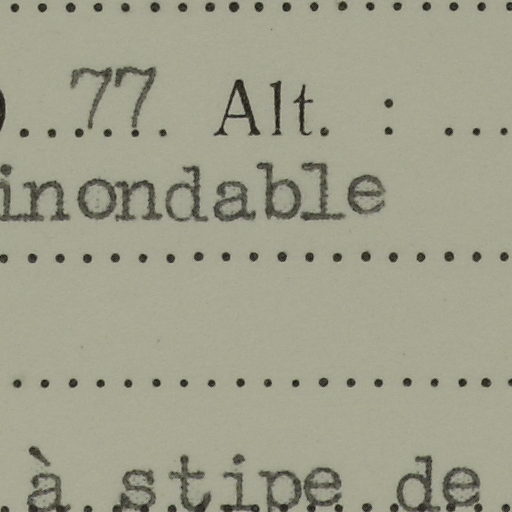 77 Alt. :
inondable
à stipe de